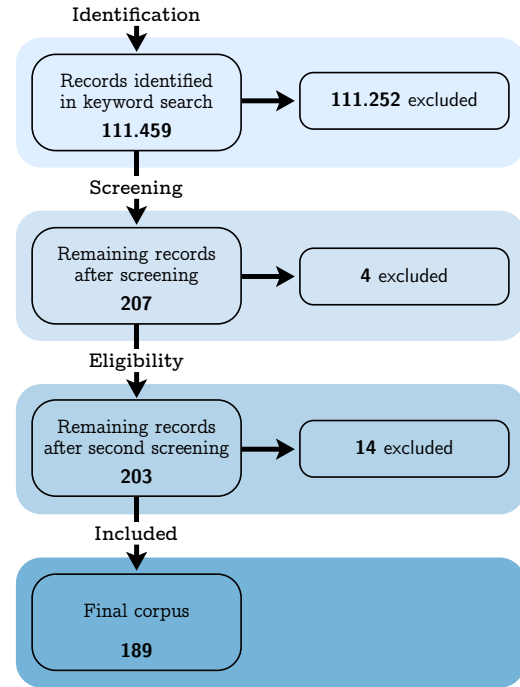 Identification
Records identified
in keyword search
111.459
111.252 excluded
Screening
Remaining records
after screening
207
4 excluded
Eligibility
Remaining records
after second screening
203
14 excluded
Included
Final corpus
189